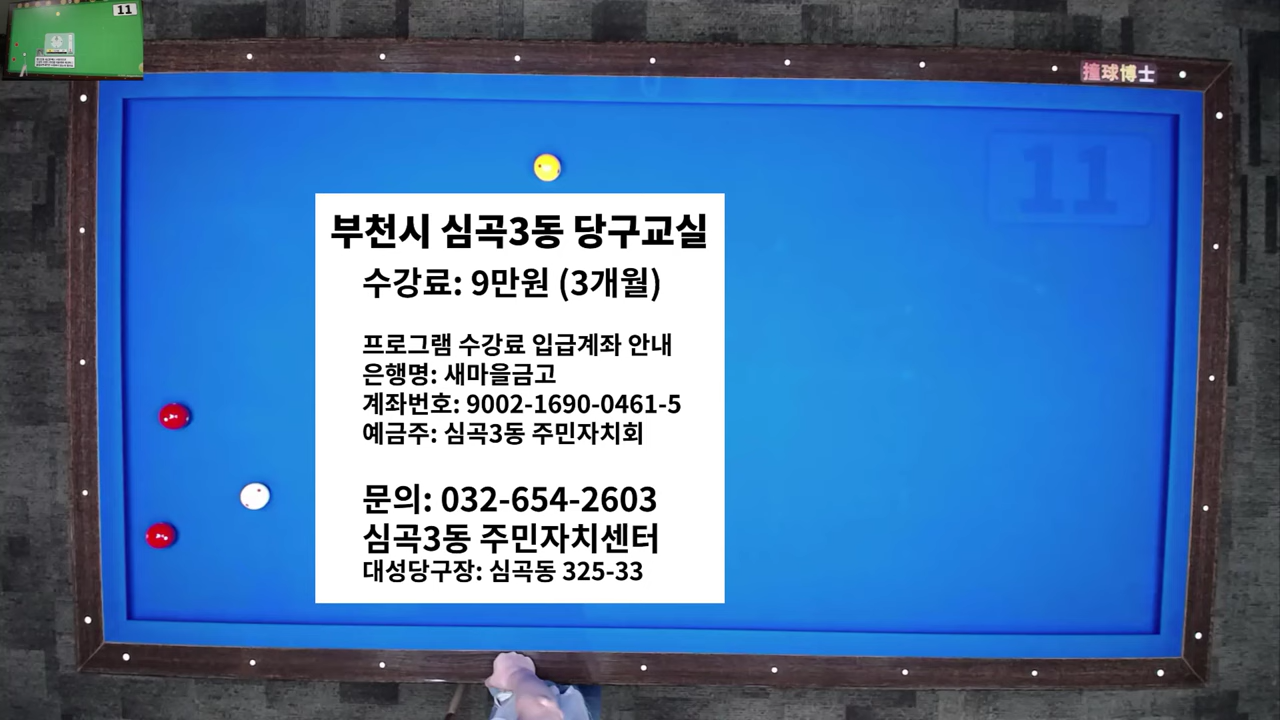 11
撞球博士
11
부천시 심곡3동 당구교실
수강료: 9만원 (3개월)
프로그램 수강료 입급계좌 안내
은행명: 새마을금고
계좌번호: 9002-1690-0461-5
예금주: 심곡3동 주민자치회
문의: 032-654-2603
심곡3동 주민자치센터
대성당구장: 심곡동 325-33